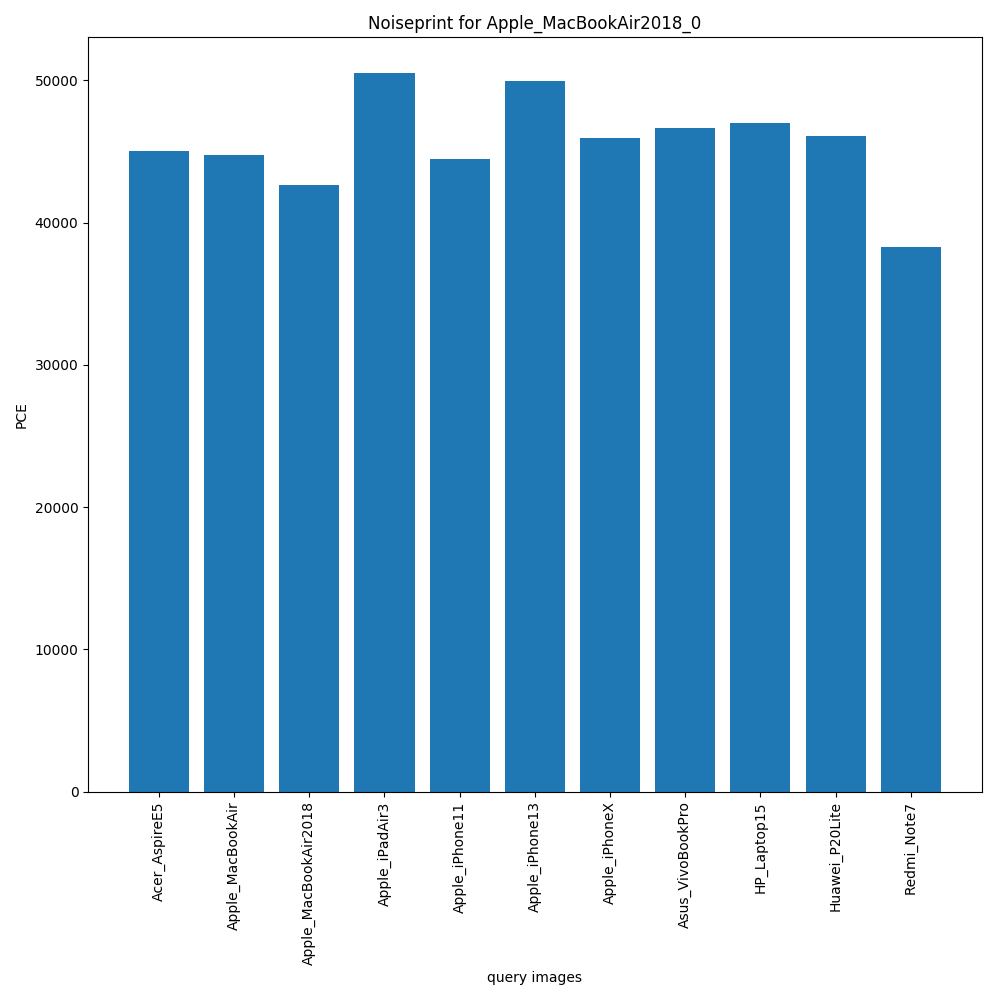 Noiseprint for Apple_MacBookAir2018_0
PCE
50000
40000
30000
20000
10000
0
Acer_AspireE5
Apple_MacBookAir
Apple_MacBookAir2018
Apple_iPadAir3
Apple_iPhone11
Apple_iPhone13
Apple_iPhoneX
Asus_VivoBookPro
HP_Laptop15
Huawei_P20Lite
Redmi_Note7
query images